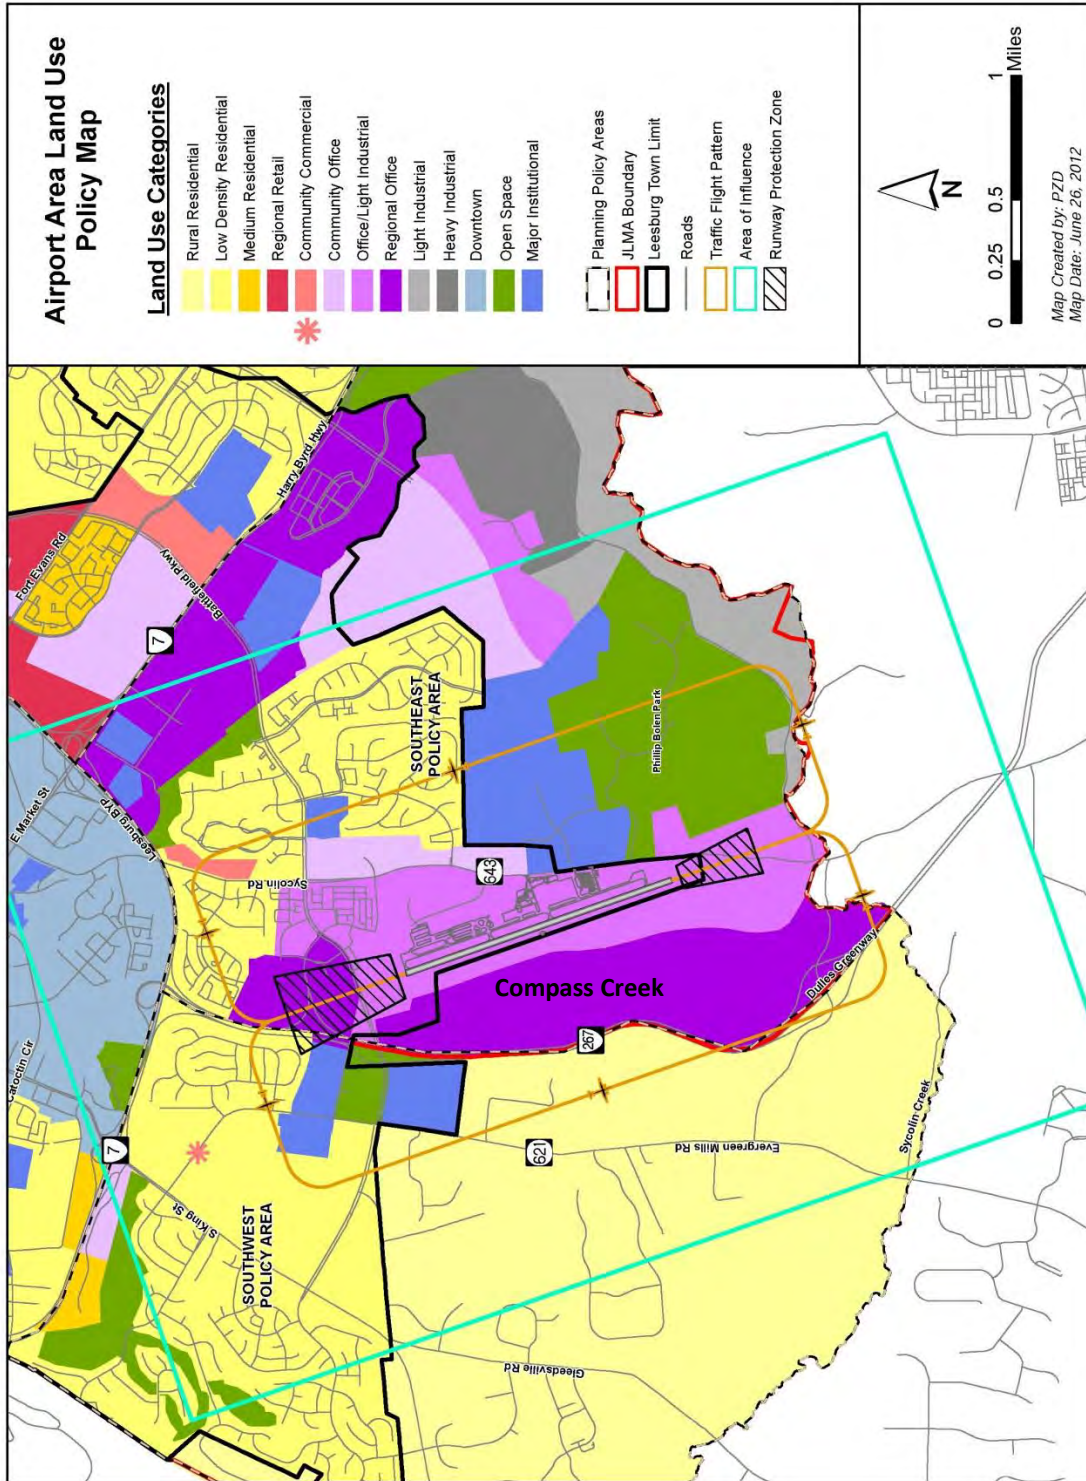 Airport Area Land Use
Policy Map
Land Use Categories
Rural Residential
Low Density Residential
Medium Residential
Regional Retail
Community Commercial
Community Office
Office/Light Industrial
Regional Office
Light Industrial
Heavy Industrial
Downtown
Open Space
Major Institutional
Planning Policy Areas
JLMA Boundary
Leesburg Town Limit
Roads
Traffic Flight Pattern
Area of Influence
Runway Protection Zone
N
0 0.25 0.5 1
Miles
Map Created by: PZD
Map Date: June 26, 2012
Fort Evans Rd
Battlefield Pkwy
Harry Byrd Hwy
7
E Market St
Leesburg BYP
Catoctin Cir
7
S King St
SOUTHWEST
POLICY AREA
SOUTHEAST
POLICY AREA
Sycolin Rd
643
Phillip Bolen Park
Compass Creek
267
Dulles Greenway
621
Evergreen Mills Rd
Sycolin Creek
Gleedsville Rd